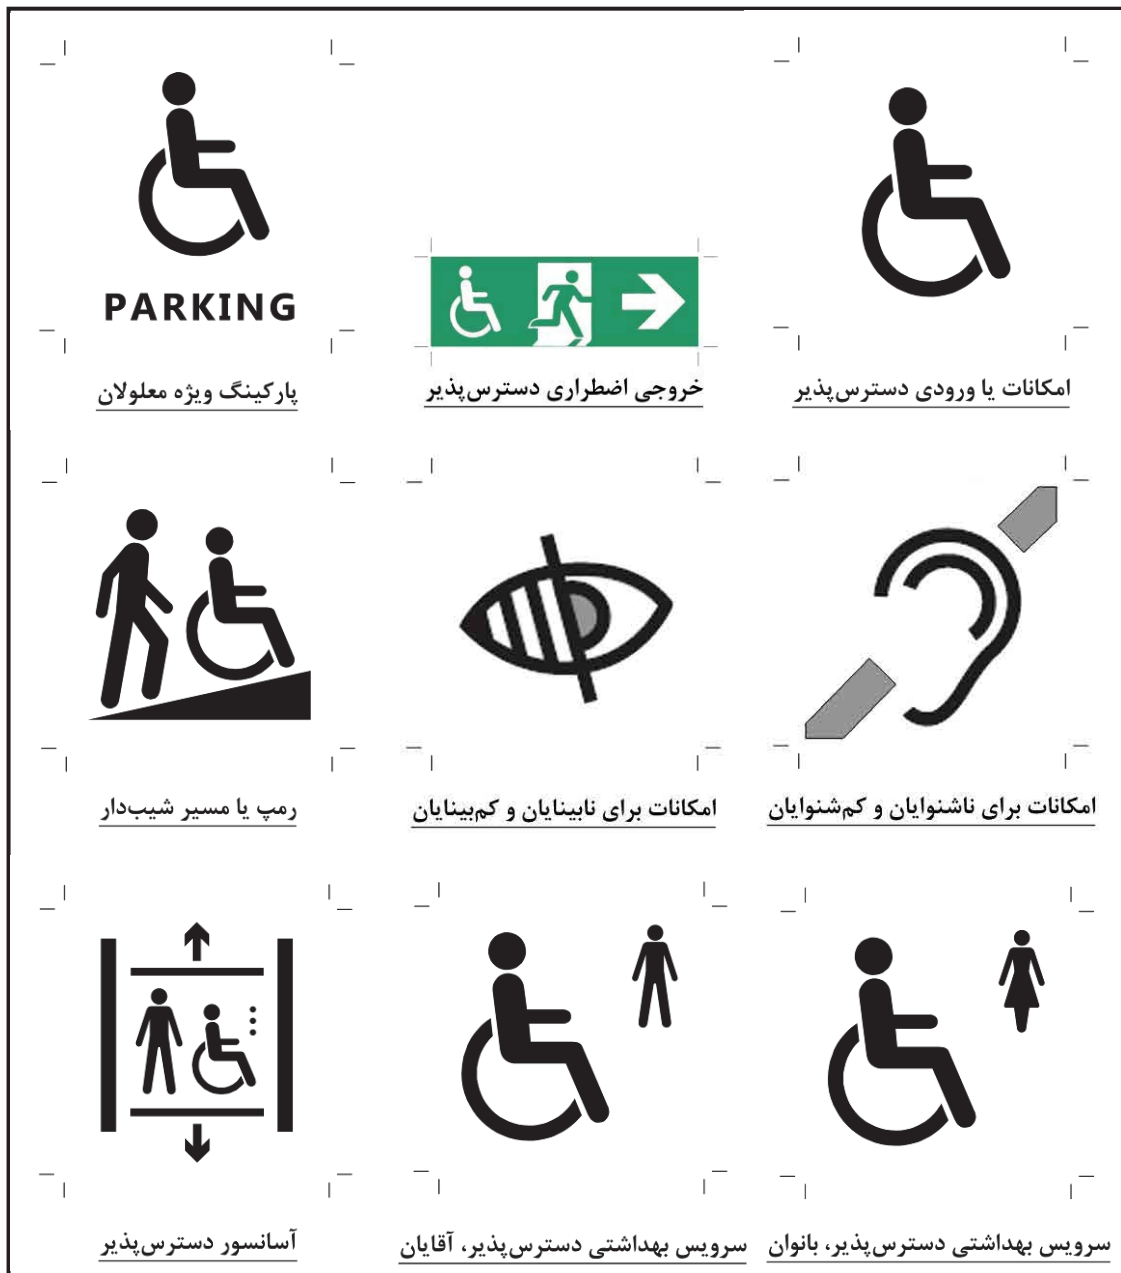 PARKING
امکانات یا ورودی دسترس‌پذیر
خروجی اضطراری دسترس‌پذیر
پارکینگ ویژه معلولان
امکانات برای ناشنوایان و کم‌شنوایان
امکانات برای نابینایان و کم‌بینایان
رمپ یا مسیر شیب‌دار
سرویس بهداشتی دسترس‌پذیر، بانوان
سرویس بهداشتی دسترس‌پذیر، آقایان
آسانسور دسترس‌پذیر